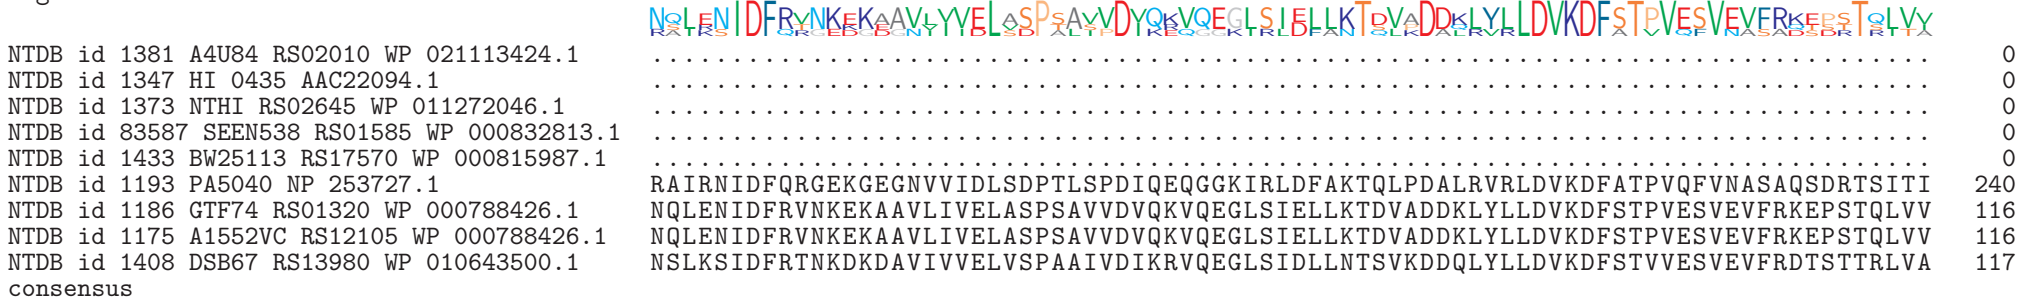 NTDB id 1381 A4U84 RS02010 WP 021113424.1 ................................................................................ 0
NTDB id 1347 HI 0435 AAC22094.1 ................................................................................ 0
NTDB id 1373 NTHI RS02645 WP 011272046.1 ................................................................................ 0
NTDB id 83587 SEEN538 RS01585 WP 000832813.1 ................................................................................ 0
NTDB id 1433 BW25113 RS17570 WP 000815987.1 ................................................................................ 0
NTDB id 1193 PA5040 NP 253727.1 RAIRNIDFQRGEKGEGNVVIDLSDPTLSPDIQEQGGKIRLDFAKTQLPDALRVRLDVKDFATPVQFVNASAQSDRTSITI 240
NTDB id 1186 GTF74 RS01320 WP 000788426.1 NQLENIDFRVNKEKAAVLIVELASPSAVVDVQKVQEGLSIELLKTDVADDKLYLLDVKDFSTPVESVEVFRKEPSTQLVV 116
NTDB id 1175 A1552VC RS12105 WP 000788426.1 NQLENIDFRVNKEKAAVLIVELASPSAVVDVQKVQEGLSIELLKTDVADDKLYLLDVKDFSTPVESVEVFRKEPSTQLVV 116
NTDB id 1408 DSB67 RS13980 WP 010643500.1 NSLKSIDFRTNKDKDAVIVVELVSPAAIVDIKRVQEGLSIDLLNTSVKDDQLYLLDVKDFSTVVESVEVFRDTSTTRLVA 117
consensus